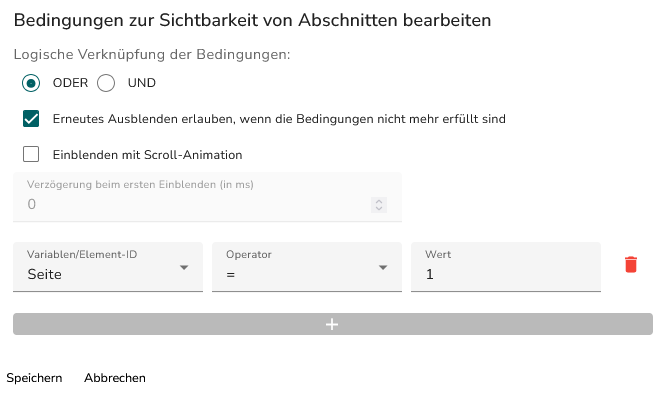 Bedingungen zur Sichtbarkeit von Abschnitten bearbeiten
Logische Verknüpfung der Bedingungen:
ODER UND
Erneutes Ausblenden erlauben, wenn die Bedingungen nicht mehr erfüllt sind
Einblenden mit Scroll-Animation
Verzögerung beim ersten Einblenden (in ms)
0
Variablen/Element-ID Operator Wert
Seite = 1
+
Speichern Abbrechen